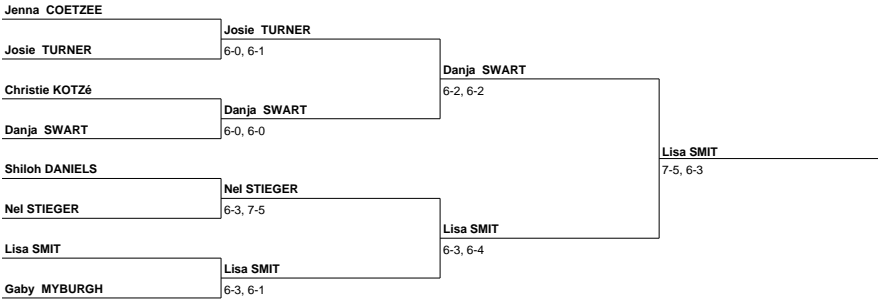 Jenna COETZEE
Josie TURNER
Josie TURNER
6-0, 6-1
Danja SWART
Christie KOTZé
6-2, 6-2
Danja SWART
Danja SWART
6-0, 6-0
Lisa SMIT
Shiloh DANIELS
7-5, 6-3
Nel STIEGER
Nel STIEGER
6-3, 7-5
Lisa SMIT
Lisa SMIT
6-3, 6-4
Lisa SMIT
Gaby MYBURGH
6-3, 6-1